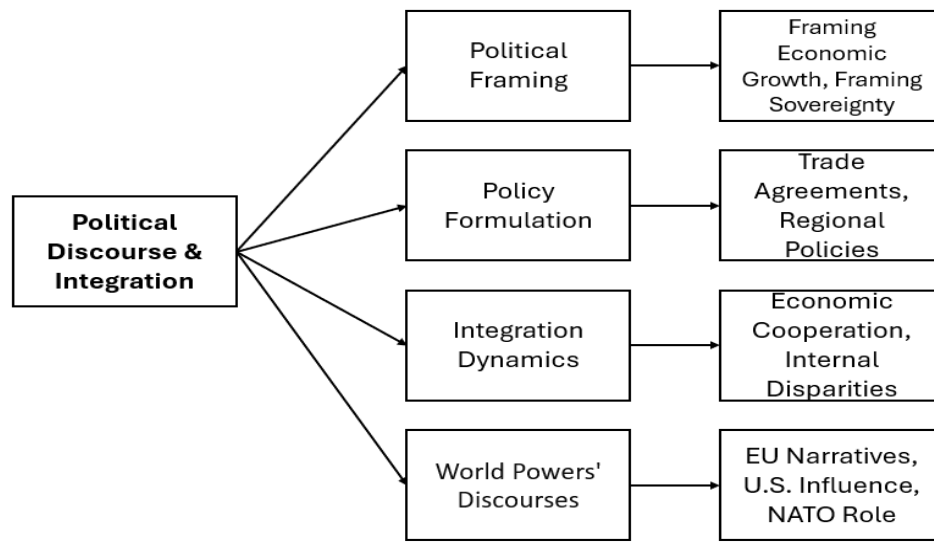 Political
Discourse &
Integration
Political
Framing
Framing
Economic
Growth, Framing
Sovereignty
Policy
Formulation
Trade
Agreements,
Regional
Policies
Integration
Dynamics
Economic
Cooperation,
Internal
Disparities
World Powers'
Discourses
EU Narratives,
U.S. Influence,
NATO Role